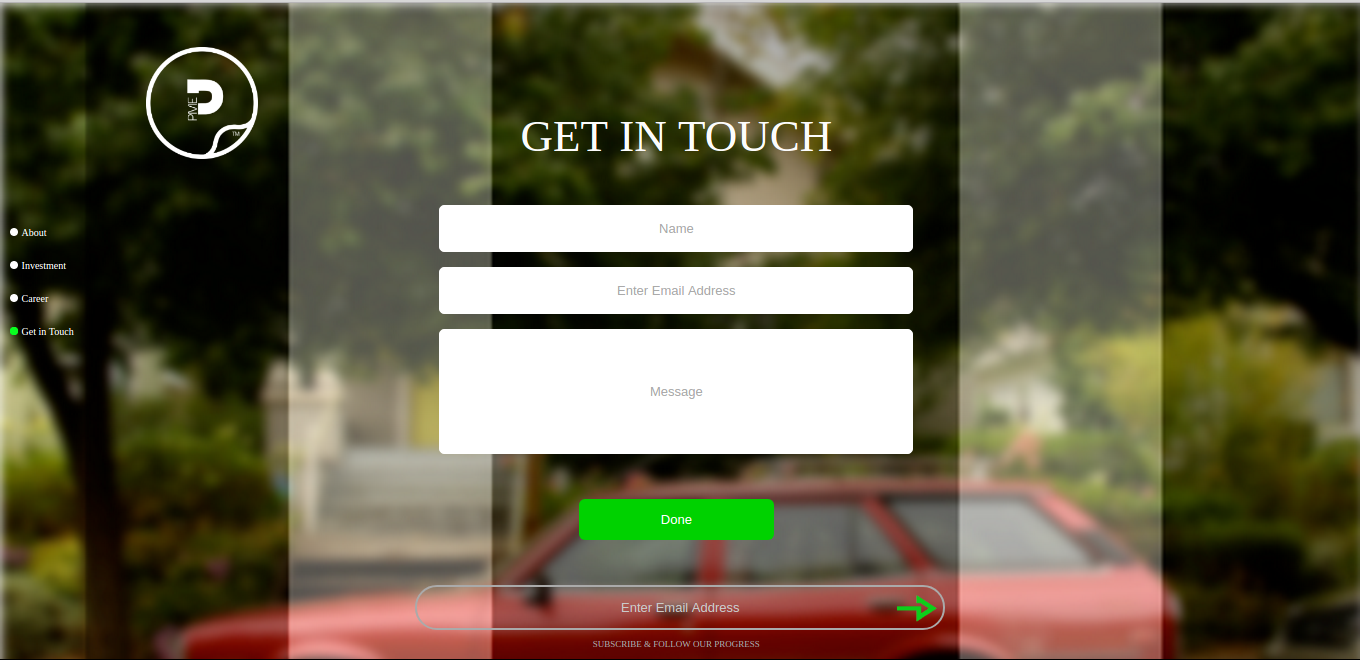 PIVIE
TM
GET IN TOUCH
About
Investment
Career
Get in Touch
Name
Enter Email Address
Message
Done
Enter Email Address
SUBSCRIBE & FOLLOW OUR PROGRESS